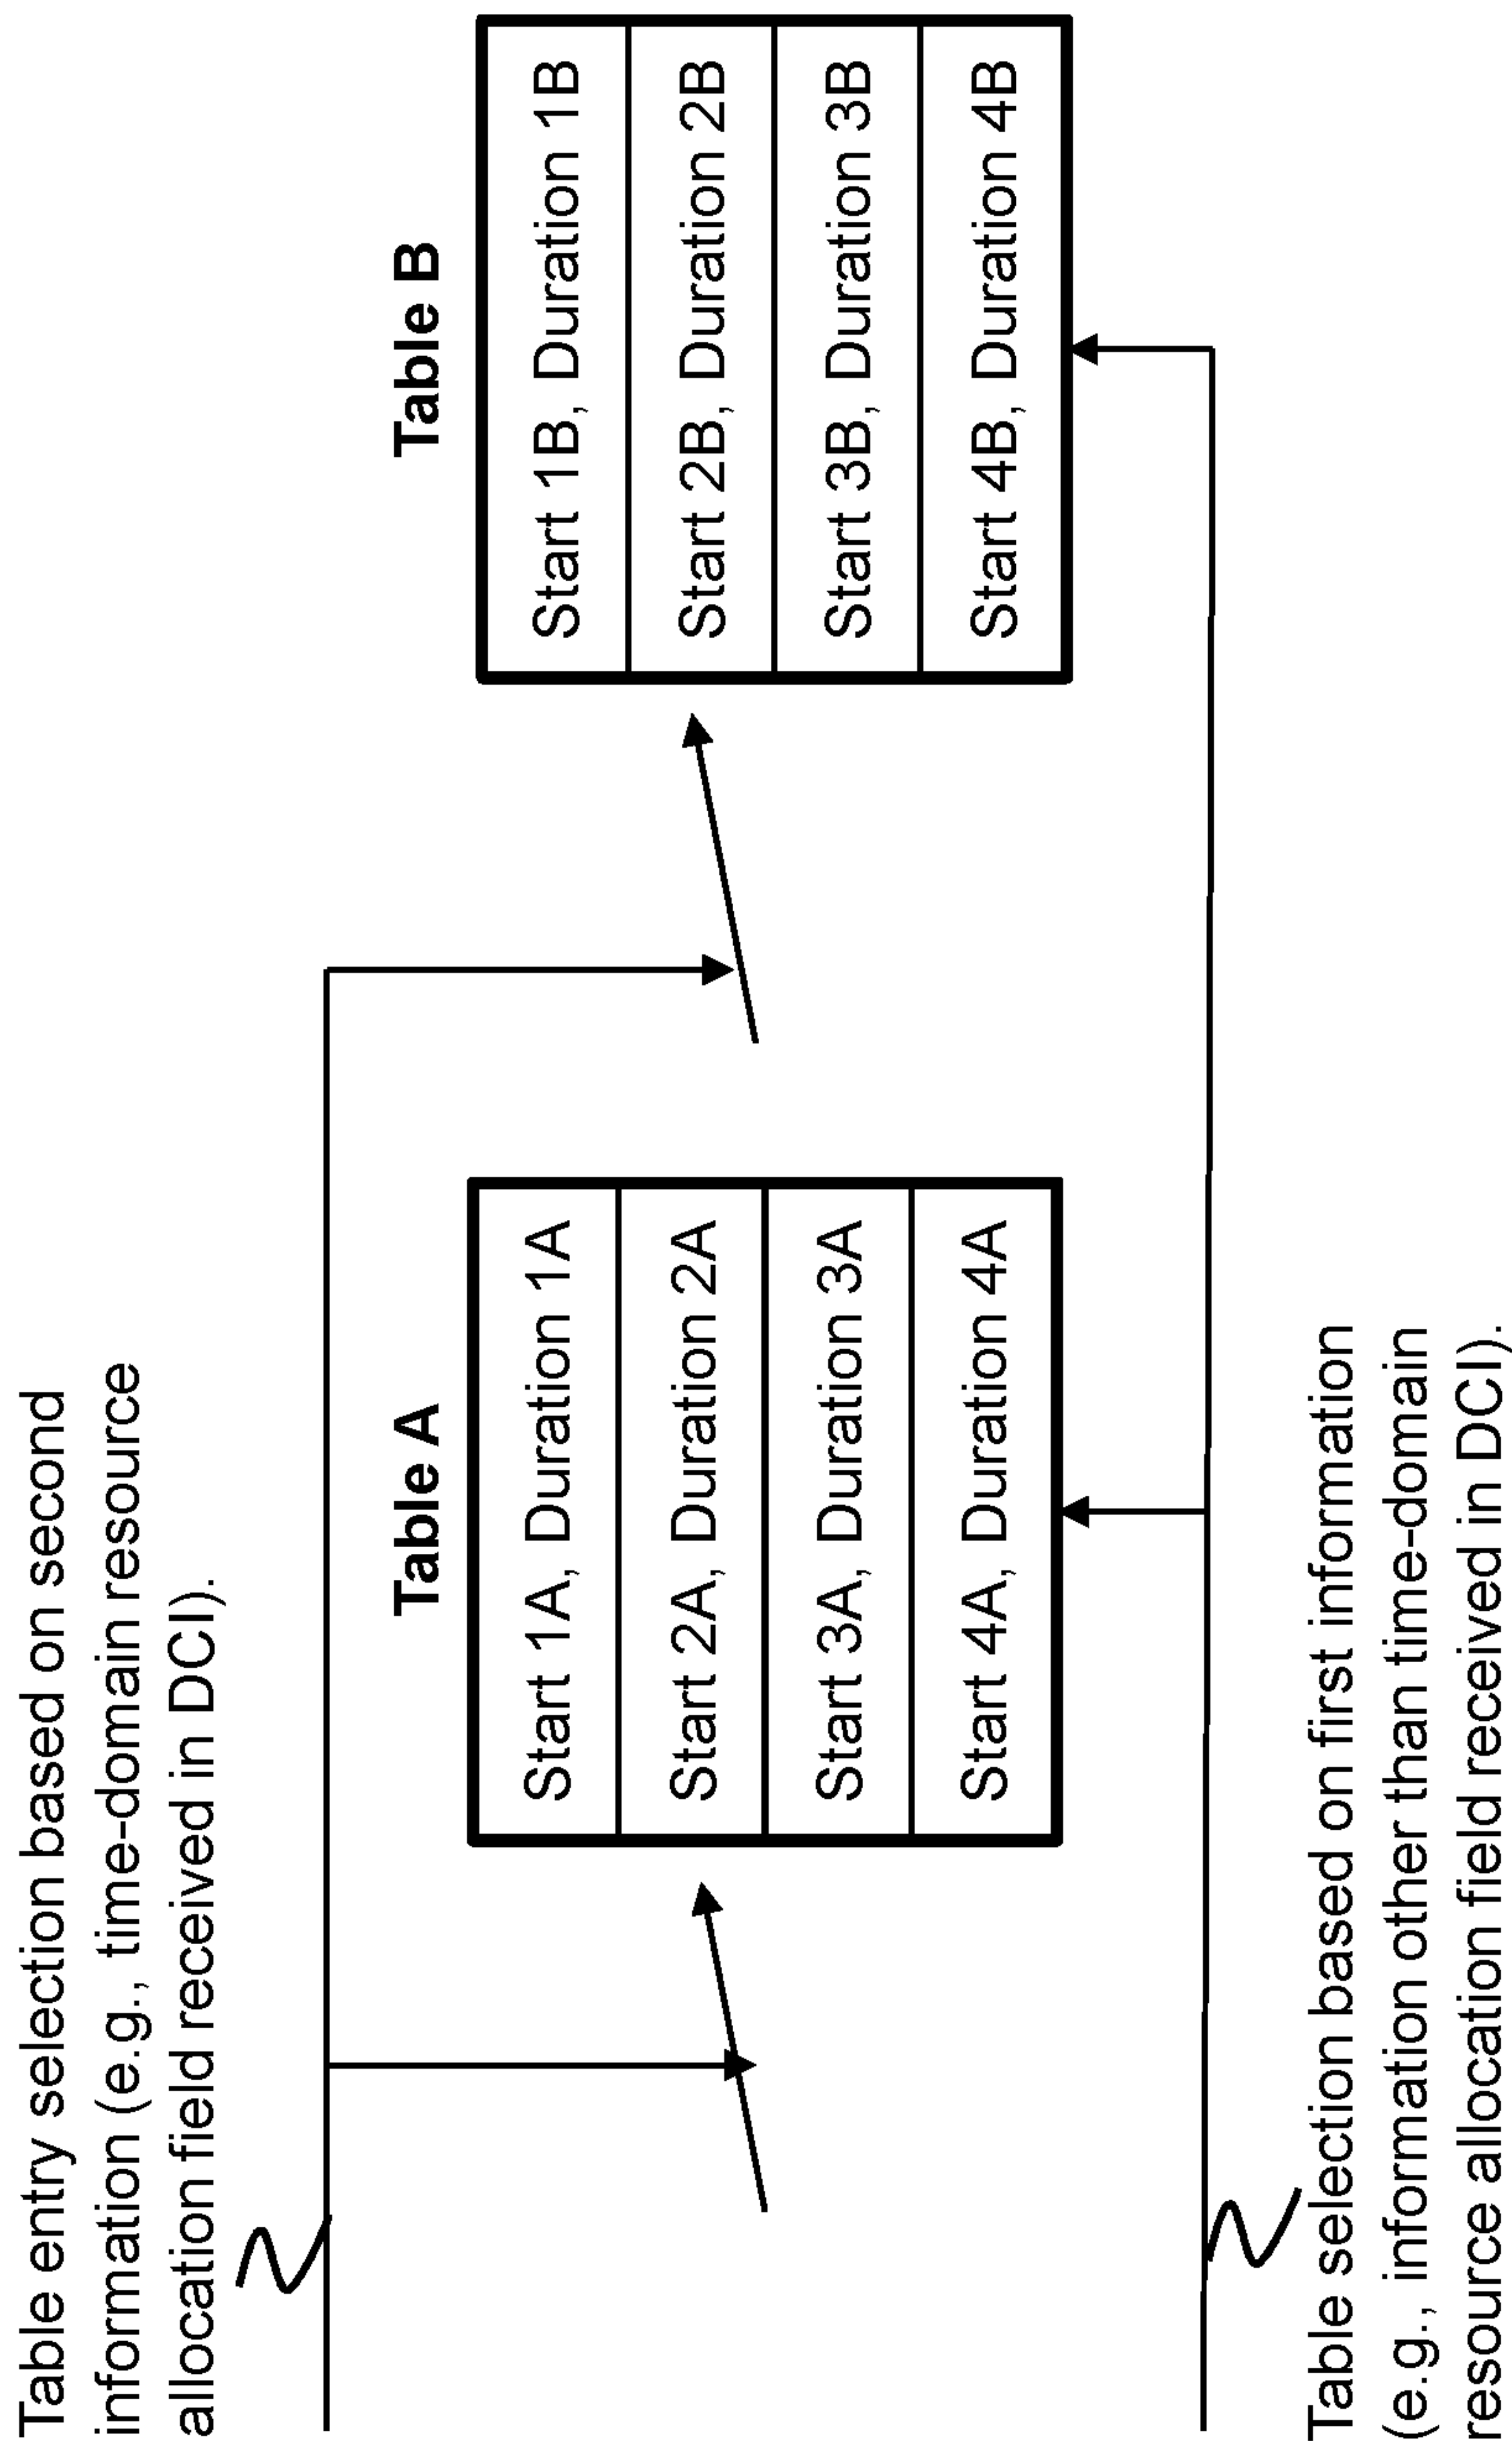 Table entry selection based on second
information (e.g., time-domain resource
allocation field received in DCI).
Table A
Start 1A, Duration 1A
Start 2A, Duration 2A
Start 3A, Duration 3A
Start 4A, Duration 4A
Table B
Start 1B, Duration 1B
Start 2B, Duration 2B
Start 3B, Duration 3B
Start 4B, Duration 4B
Table selection based on first information
(e.g., information other than time-domain
resource allocation field received in DCI).